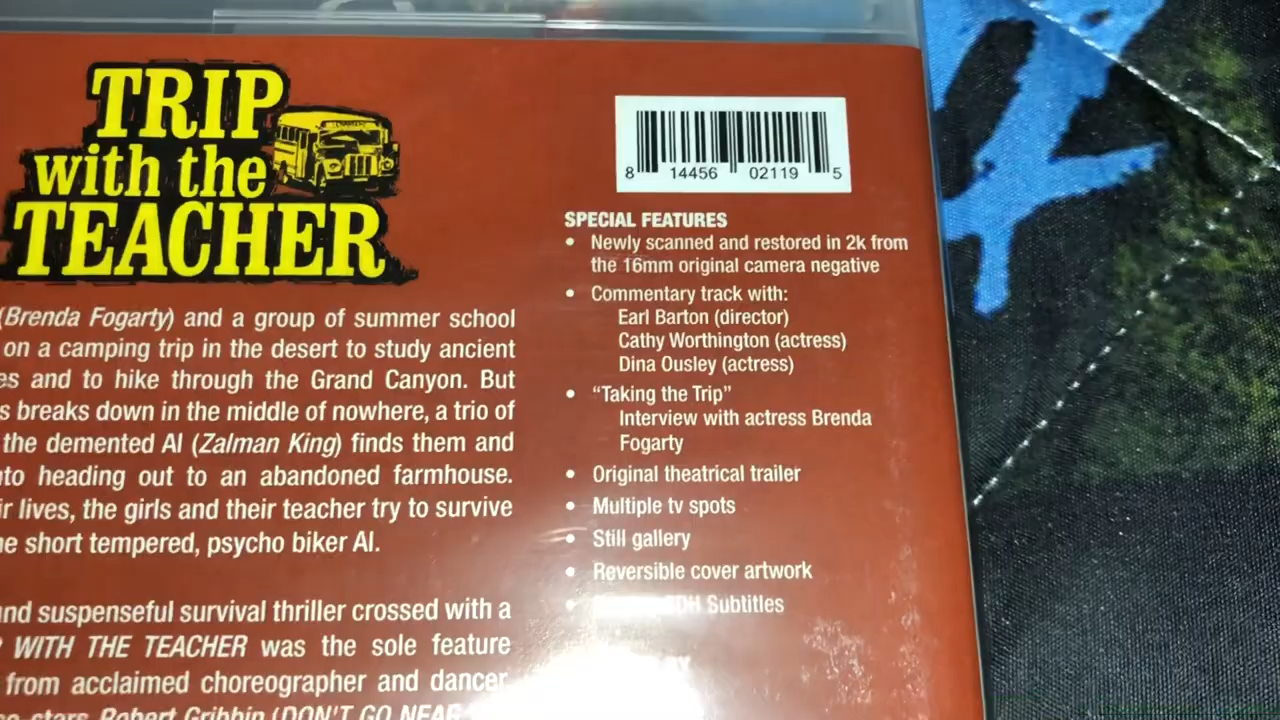 TRIP
with the
TEACHER
(Brenda Fogarty) and a group of summer school
on a camping trip in the desert to study ancient
and to hike through the Grand Canyon. But
breaks down in the middle of nowhere, a trio of
the demented Al (Zalman King) finds them and
heading out to an abandoned farmhouse.
lives, the girls and their teacher try to survive
short tempered, psycho biker Al.
suspenseful survival thriller crossed with a
WITH THE TEACHER was the sole feature
from acclaimed choreographer and dancer,
stars Robert Gribbin (DON'T GO NEAR
8 14456 02119 5
SPECIAL FEATURES
• Newly scanned and restored in 2k from
the 16mm original camera negative
• Commentary track with:
Earl Barton (director)
Cathy Worthington (actress)
Dina Ousley (actress)
• “Taking the Trip”
Interview with actress Brenda
Fogarty
• Original theatrical trailer
• Multiple tv spots
• Still gallery
• Reversible cover artwork
• SDH Subtitles